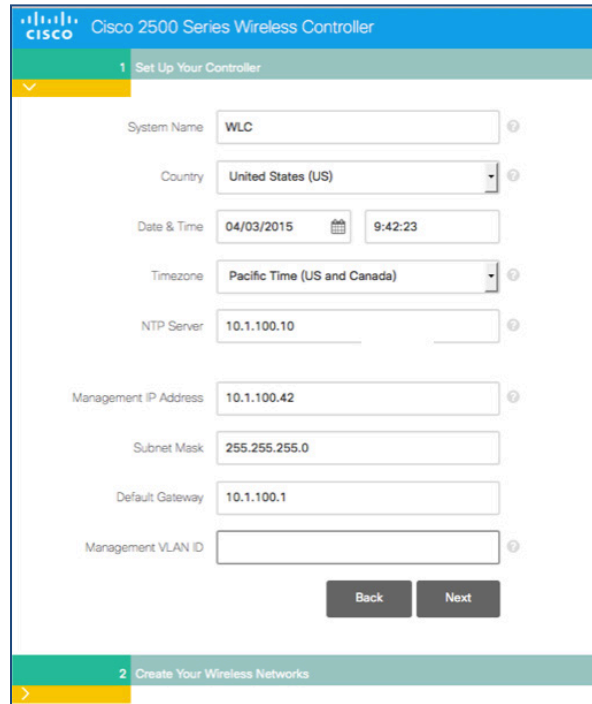 CISCO Cisco 2500 Series Wireless Controller
1 Set Up Your Controller
System Name WLC
Country United States (US)
Date & Time 04/03/2015 9:42:23
Timezone Pacific Time (US and Canada)
NTP Server 10.1.100.10
Management IP Address 10.1.100.42
Subnet Mask 255.255.255.0
Default Gateway 10.1.100.1
Management VLAN ID
Back Next
2 Create Your Wireless Networks